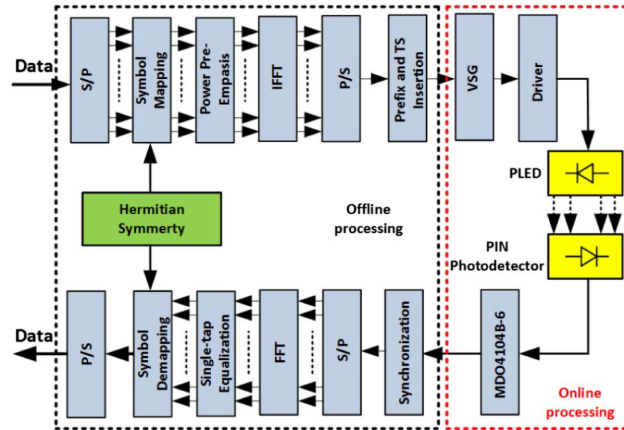 Data
S/P
Symbol
Mapping
Power Pre-
Empasis
IFFT
P/S
Prefix and TS
Insertion
VSG
Driver
PLED
Hermitian
Symmerty
Offline
processing
PIN
Photodetector
Data
P/S
Symbol
Demapping
Single-tap
Equalization
FFT
S/P
Synchronization
MDO4104B-6
Online
processing